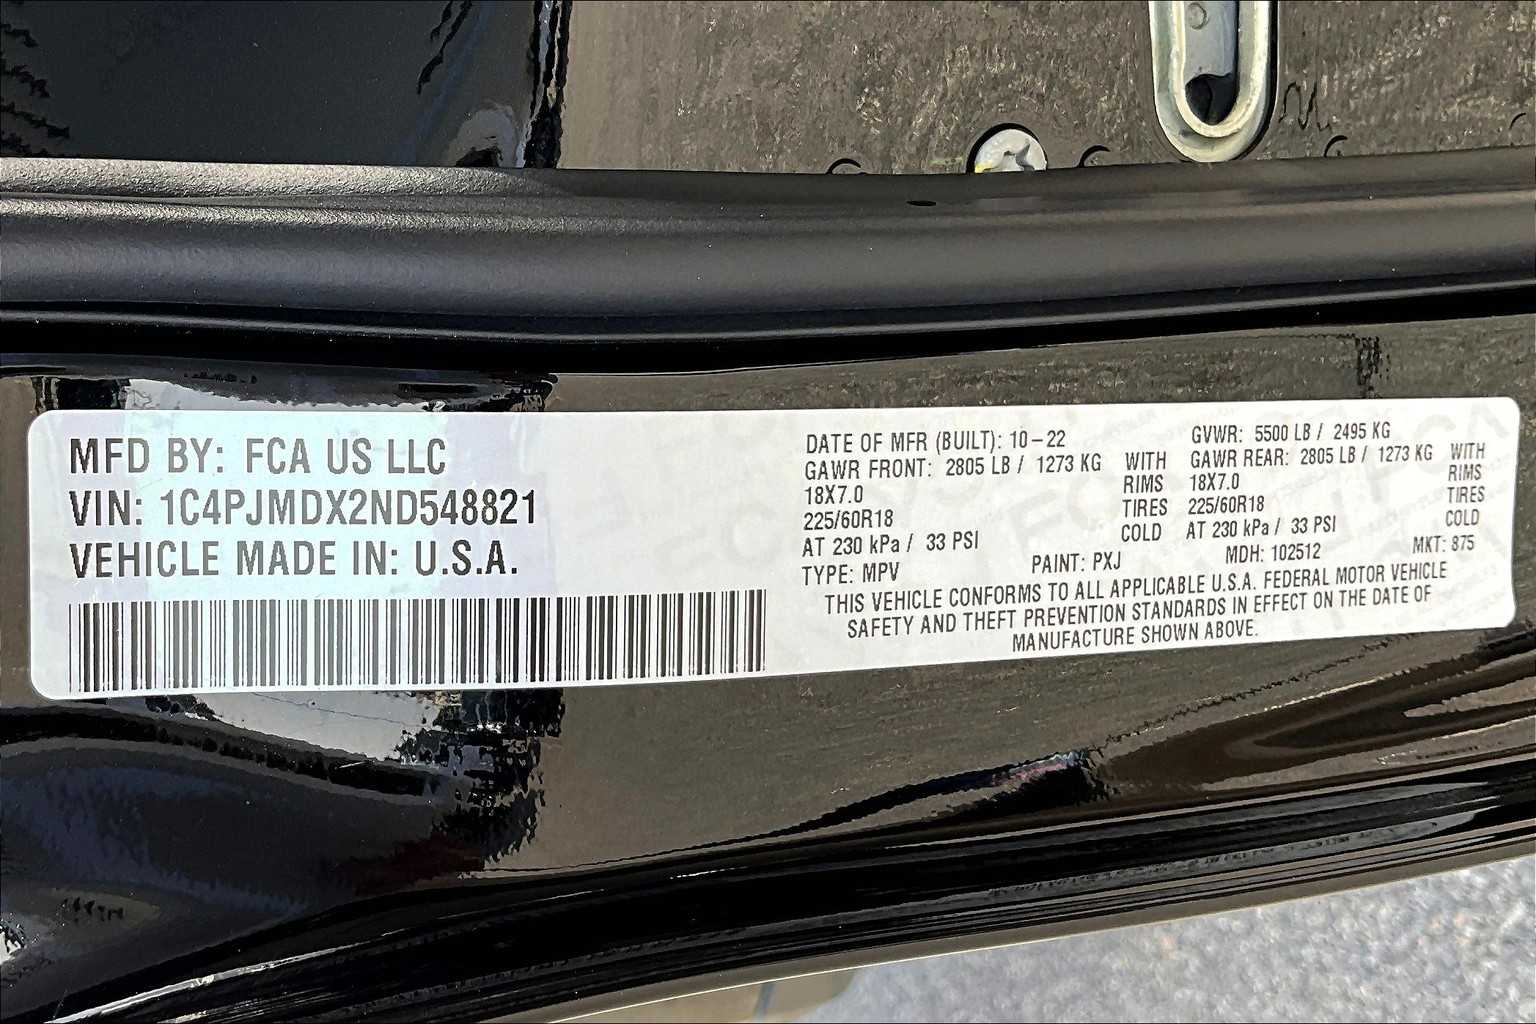 MFD BY: FCA US LLC
VIN: 1C4PJMDX2ND548821
VEHICLE MADE IN: U.S.A.
DATE OF MFR (BUILT): 10-22
GAWR FRONT: 2805 LB / 1273 KG WITH
18X7.0 RIMS
225/60R18 TIRES
AT 230 kPa / 33 PSI COLD
GVWR: 5500 LB / 2495 KG
GAWR REAR: 2805 LB / 1273 KG WITH
18X7.0 RIMS
225/60R18 TIRES
AT 230 kPa / 33 PSI COLD
TYPE: MPV PAINT: PXJ MDH: 102512 MKT: 875
THIS VEHICLE CONFORMS TO ALL APPLICABLE U.S.A. FEDERAL MOTOR VEHICLE
SAFETY AND THEFT PREVENTION STANDARDS IN EFFECT ON THE DATE OF
MANUFACTURE SHOWN ABOVE.